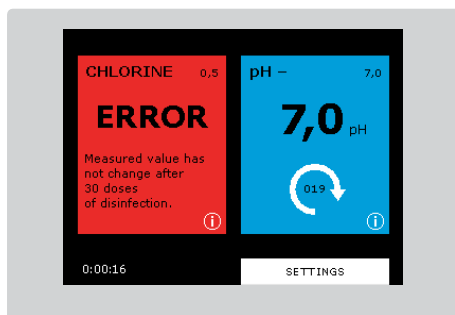 CHLORINE 0,5
ERROR
Measured value has
not change after
30 doses
of disinfection.
i
pH – 7,0
7,0 pH
019
i
0:00:16
SETTINGS